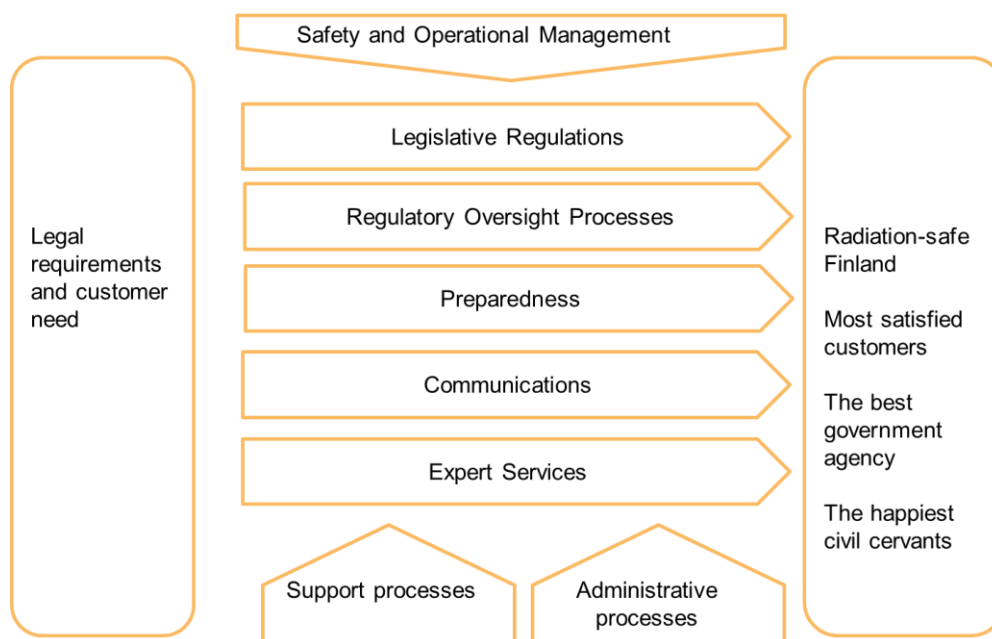 Safety and Operational Management
Legal
requirements
and customer
need
Legislative Regulations
Regulatory Oversight Processes
Preparedness
Communications
Expert Services
Support processes
Administrative
processes
Radiation-safe
Finland
Most satisfied
customers
The best
government
agency
The happiest
civil cervants